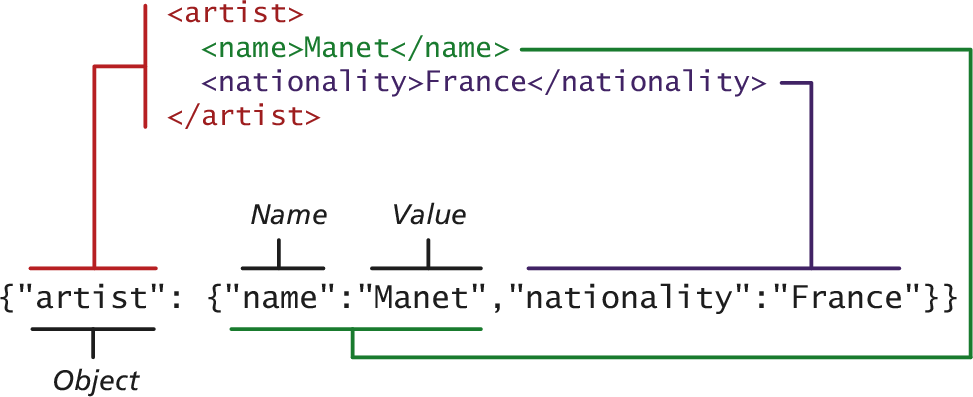 <artist>
<name>Manet</name>
<nationality>France</nationality>
</artist>
Name Value
{"artist": {"name":"Manet","nationality":"France"}}
Object